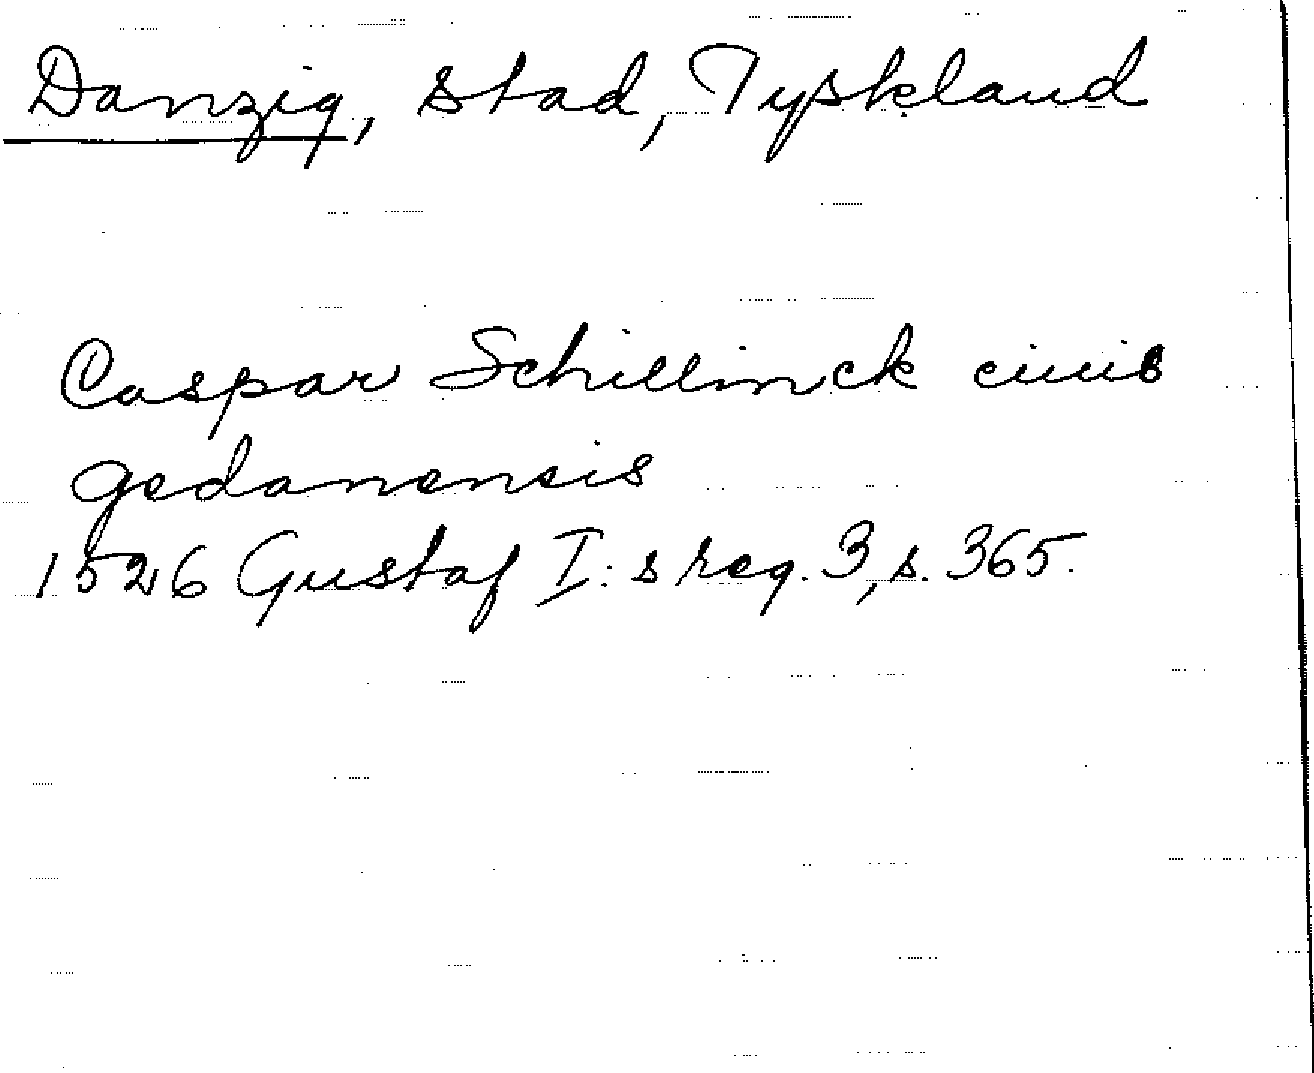 Danzig, stad, Tyskland
Caspar Schillinck ciuis
gedanensis
1526 Gustaf I:s reg. 3, s. 365.